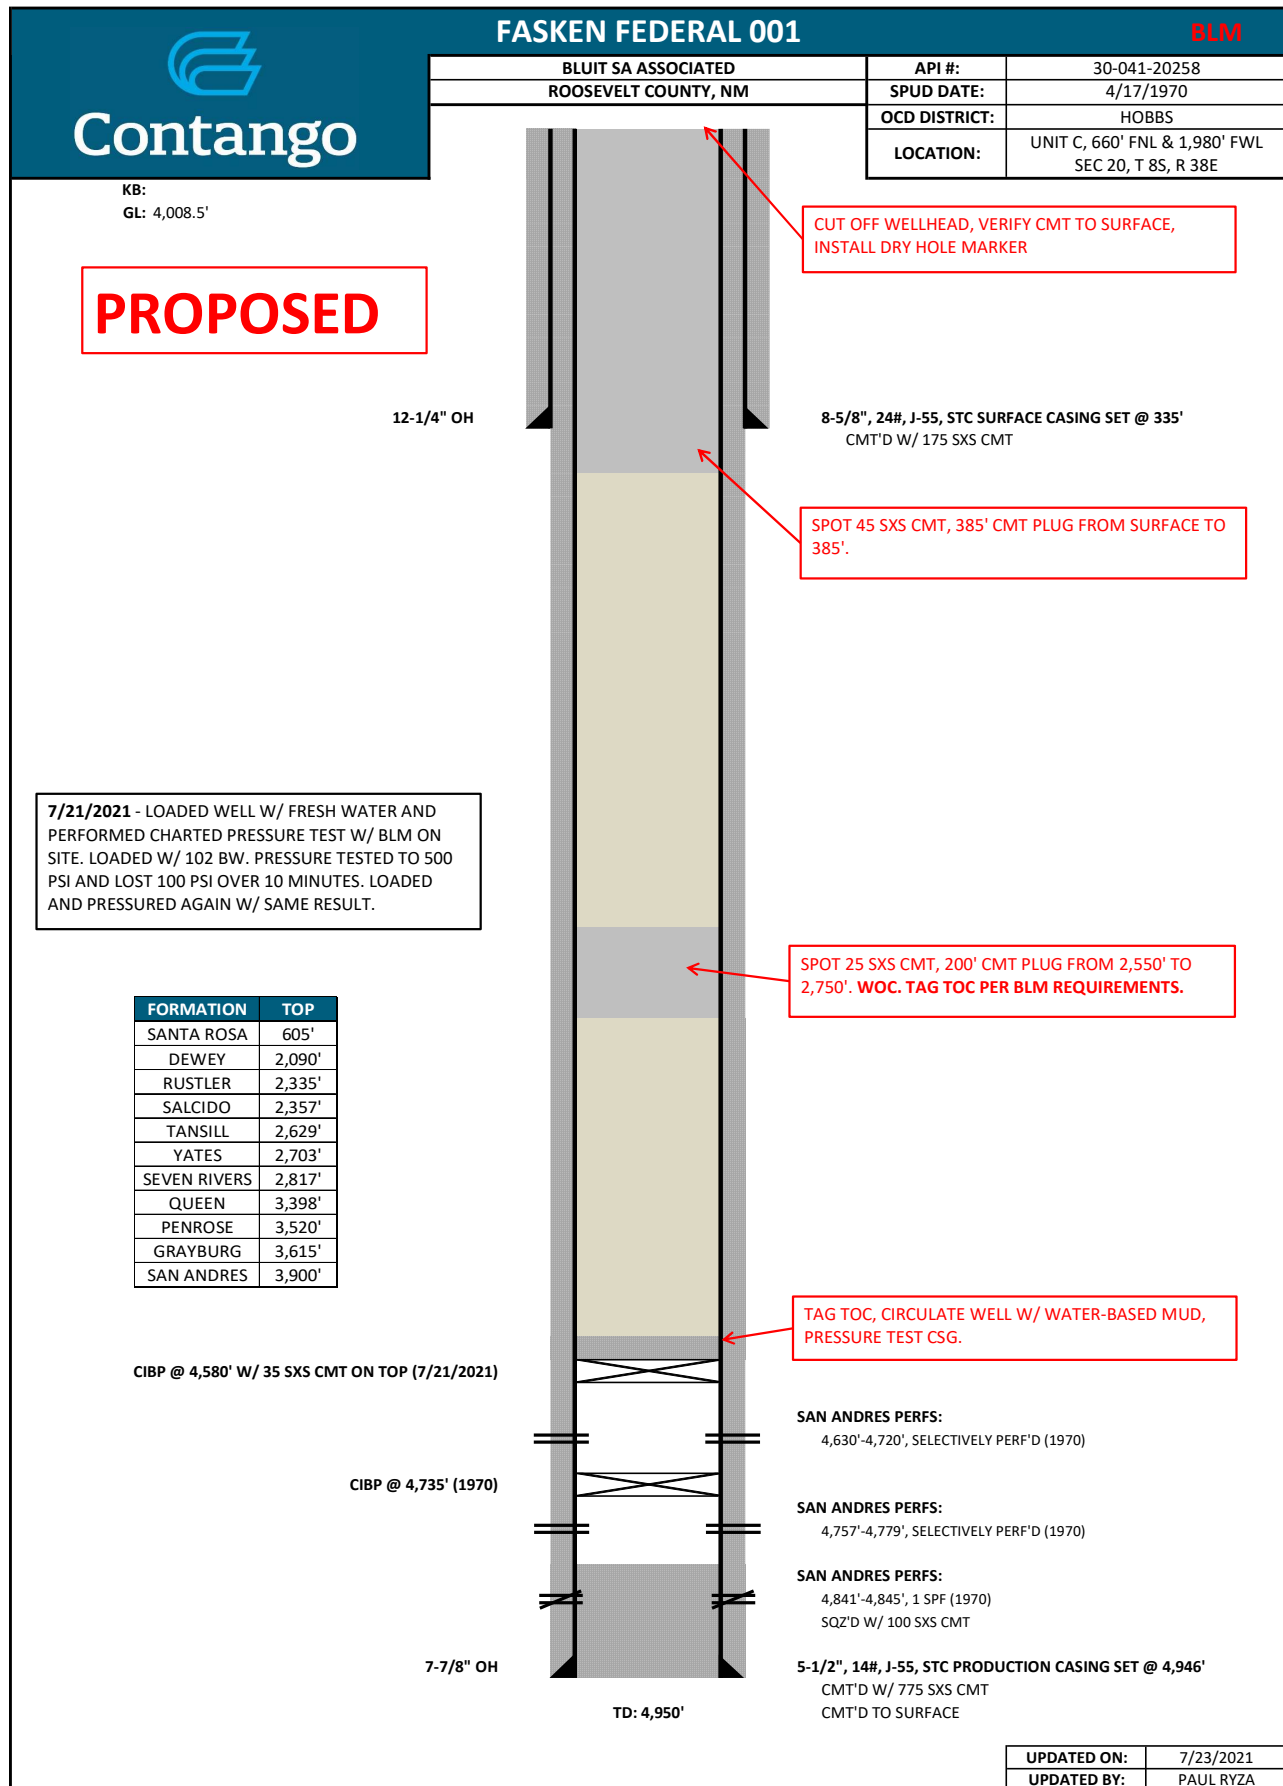 FASKEN FEDERAL 001
BLM
Contango
BLUIT SA ASSOCIATED
ROOSEVELT COUNTY, NM
API #: 30-041-20258
SPUD DATE: 4/17/1970
OCD DISTRICT: HOBBS
LOCATION: UNIT C, 660' FNL & 1,980' FWL
SEC 20, T 8S, R 38E
KB:
GL: 4,008.5'
CUT OFF WELLHEAD, VERIFY CMT TO SURFACE,
INSTALL DRY HOLE MARKER
PROPOSED
12-1/4" OH
8-5/8", 24#, J-55, STC SURFACE CASING SET @ 335'
CMT'D W/ 175 SXS CMT
SPOT 45 SXS CMT, 385' CMT PLUG FROM SURFACE TO
385'.
7/21/2021 - LOADED WELL W/ FRESH WATER AND
PERFORMED CHARTED PRESSURE TEST W/ BLM ON
SITE. LOADED W/ 102 BW. PRESSURE TESTED TO 500
PSI AND LOST 100 PSI OVER 10 MINUTES. LOADED
AND PRESSURED AGAIN W/ SAME RESULT.
SPOT 25 SXS CMT, 200' CMT PLUG FROM 2,550' TO
2,750'. WOC. TAG TOC PER BLM REQUIREMENTS.
FORMATION TOP
SANTA ROSA 605'
DEWEY 2,090'
RUSTLER 2,335'
SALCIDO 2,357'
TANSILL 2,629'
YATES 2,703'
SEVEN RIVERS 2,817'
QUEEN 3,398'
PENROSE 3,520'
GRAYBURG 3,615'
SAN ANDRES 3,900'
TAG TOC, CIRCULATE WELL W/ WATER-BASED MUD,
PRESSURE TEST CSG.
CIBP @ 4,580' W/ 35 SXS CMT ON TOP (7/21/2021)
SAN ANDRES PERFS:
4,630'-4,720', SELECTIVELY PERF'D (1970)
CIBP @ 4,735' (1970)
SAN ANDRES PERFS:
4,757'-4,779', SELECTIVELY PERF'D (1970)
SAN ANDRES PERFS:
4,841'-4,845', 1 SPF (1970)
SQZ'D W/ 100 SXS CMT
7-7/8" OH
5-1/2", 14#, J-55, STC PRODUCTION CASING SET @ 4,946'
CMT'D W/ 775 SXS CMT
CMT'D TO SURFACE
TD: 4,950'
UPDATED ON: 7/23/2021
UPDATED BY: PAUL RYZA